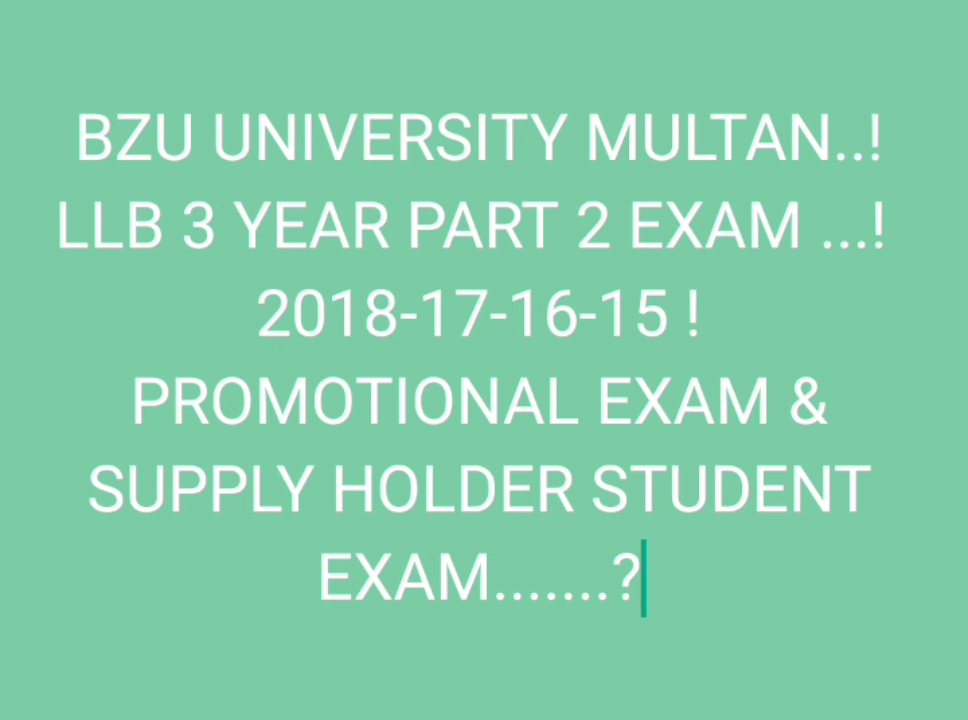 BZU UNIVERSITY MULTAN..!
LLB 3 YEAR PART 2 EXAM ...!
2018-17-16-15 !
PROMOTIONAL EXAM &
SUPPLY HOLDER STUDENT
EXAM.......?